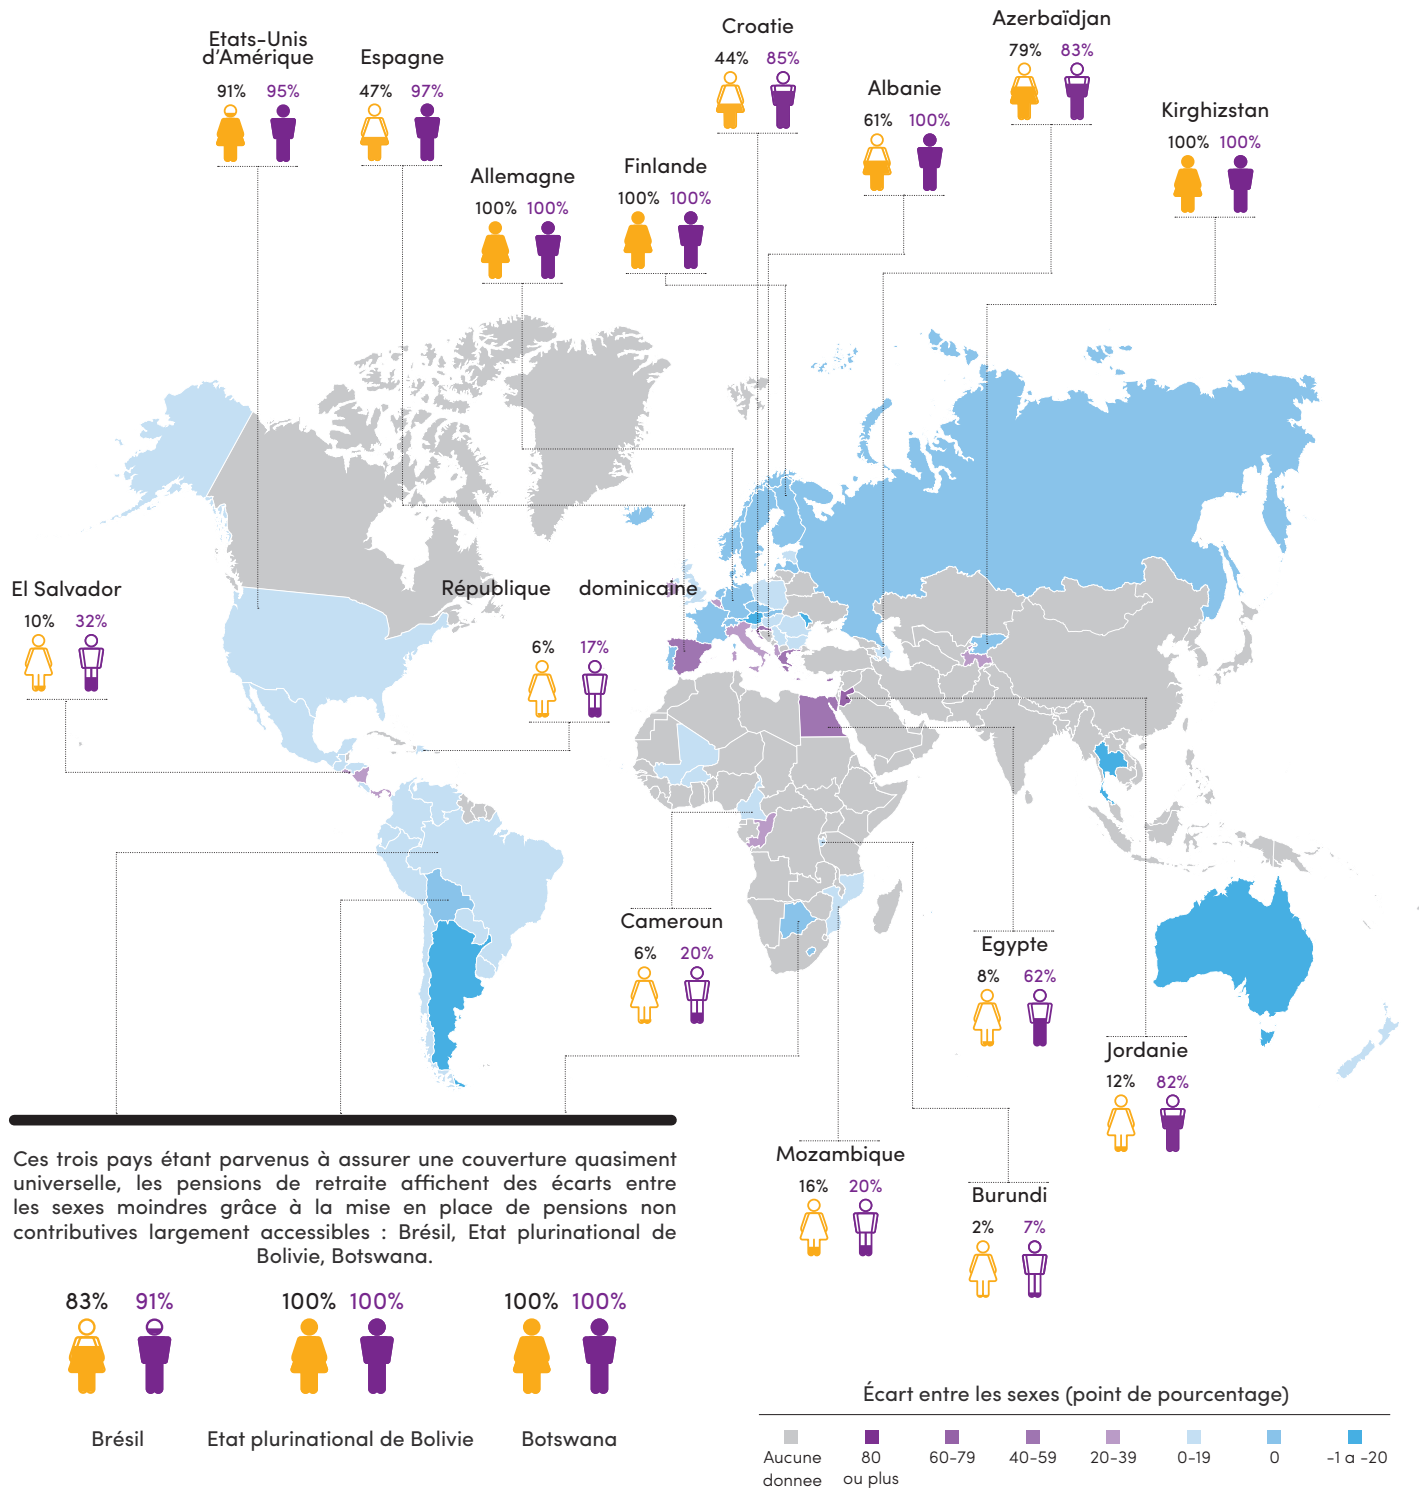 Etats-Unis
d'Amérique
91% 95%
Espagne
47% 97%
Allemagne
100% 100%
Finlande
100% 100%
Croatie
44% 85%
Albanie
61% 100%
Azerbaïdjan
79% 83%
Kirghizstan
100% 100%
El Salvador
10% 32%
République dominicaine
6% 17%
Cameroun
6% 20%
Egypte
8% 62%
Jordanie
12% 82%
Mozambique
16% 20%
Burundi
2% 7%
Ces trois pays étant parvenus à assurer une couverture quasiment
universelle, les pensions de retraite affichent des écarts entre
les sexes moindres grâce à la mise en place de pensions non
contributives largement accessibles : Brésil, Etat plurinational de
Bolivie, Botswana.
83% 91%
Brésil
100% 100%
Etat plurinational de Bolivie
100% 100%
Botswana
Écart entre les sexes (point de pourcentage)
Aucune
donnee
80
ou plus
60-79
40-59
20-39
0-19
0
-1 a -20